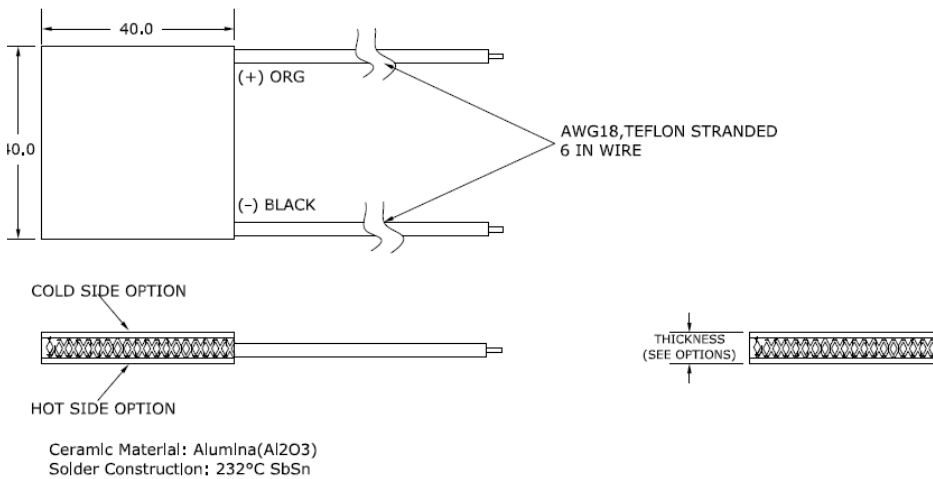 40.0
(+) ORG
40.0
AWG18,TEFLON STRANDED
6 IN WIRE
(-) BLACK
COLD SIDE OPTION
THICKNESS
(SEE OPTIONS)
HOT SIDE OPTION
Ceramic Material: Alumina(Al2O3)
Solder Construction: 232°C SbSn